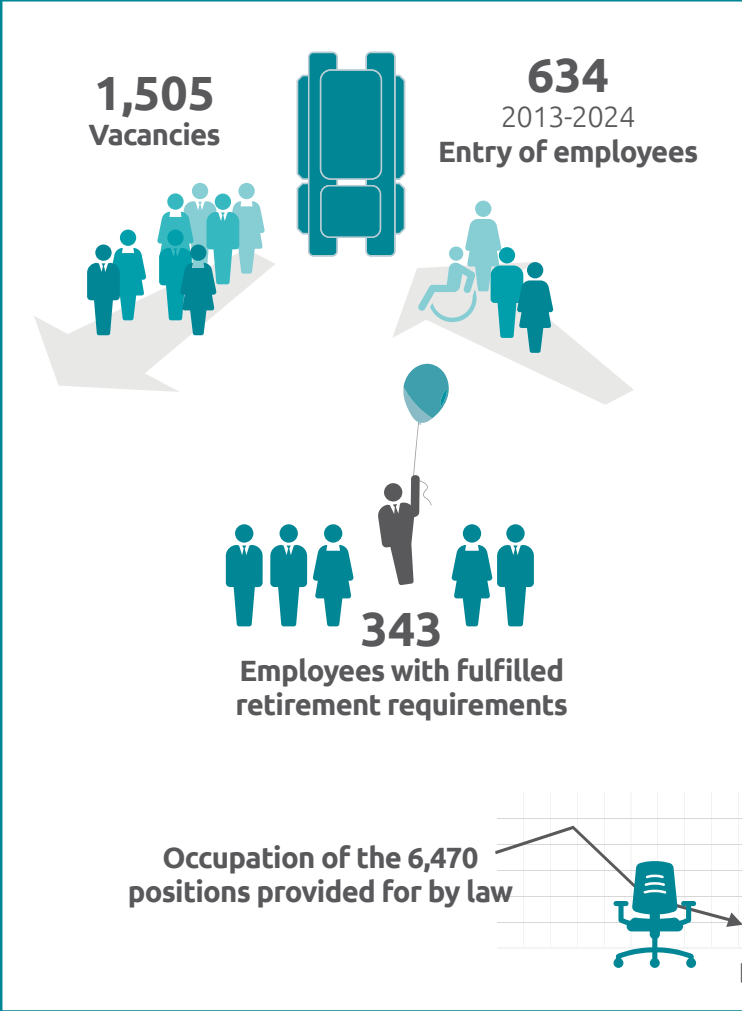 1,505
Vacancies
634
2013-2024
Entry of employees
343
Employees with fulfilled
retirement requirements
Occupation of the 6,470
positions provided for by law